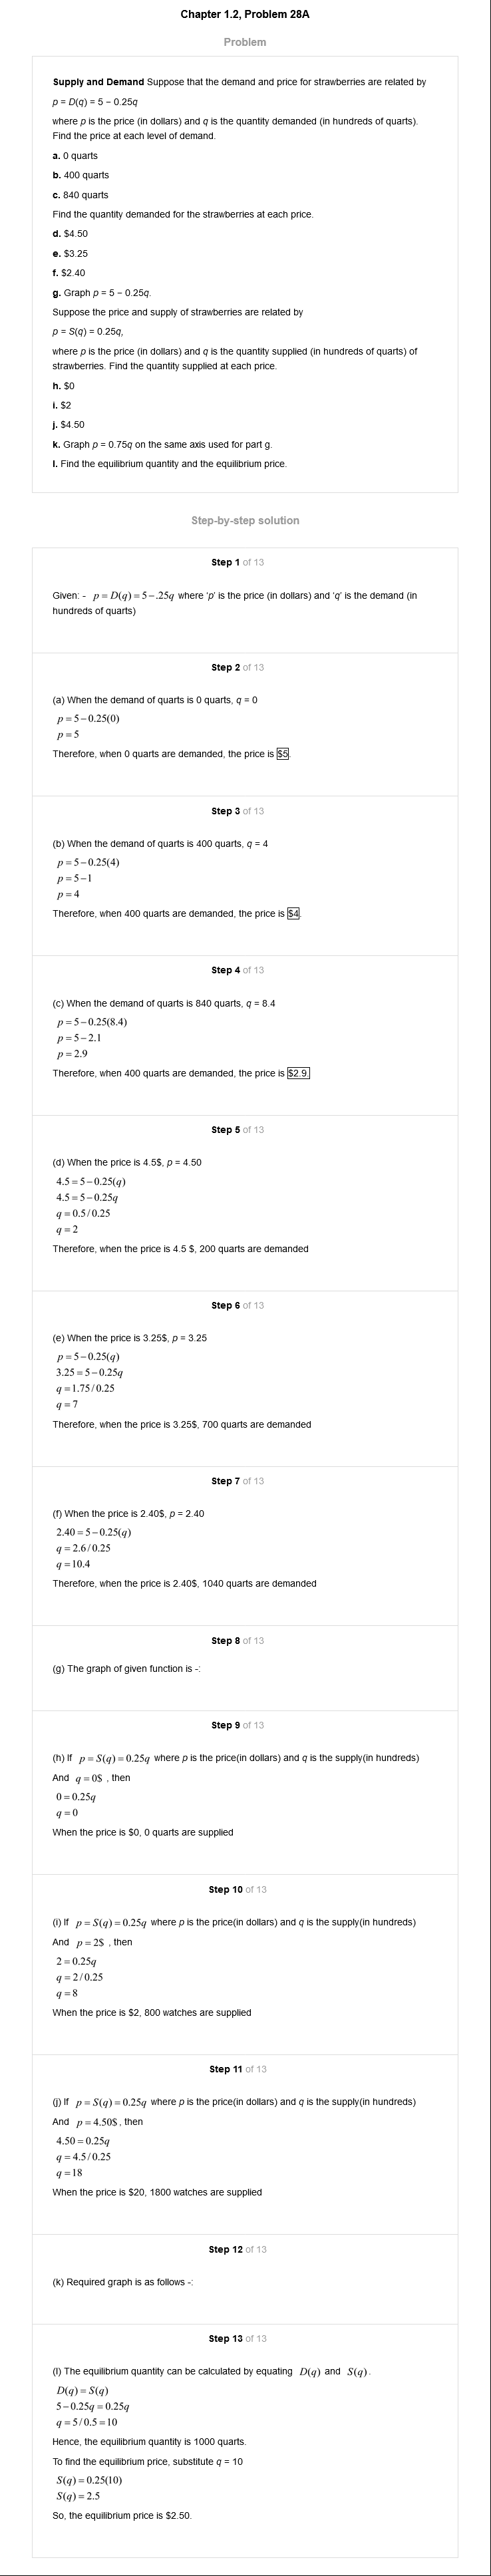 Chapter 1.2, Problem 28A
Problem
Supply and Demand Suppose that the demand and price for strawberries are related by
p = D(q) = 5 − 0.25q
where p is the price (in dollars) and q is the quantity demanded (in hundreds of quarts).
Find the price at each level of demand.
a. 0 quarts
b. 400 quarts
c. 840 quarts
Find the quantity demanded for the strawberries at each price.
d. $4.50
e. $3.25
f. $2.40
g. Graph p = 5 − 0.25q.
Suppose the price and supply of strawberries are related by
p = S(q) = 0.25q,
where p is the price (in dollars) and q is the quantity supplied (in hundreds of quarts) of
strawberries. Find the quantity supplied at each price.
h. $0
i. $2
j. $4.50
k. Graph p = 0.75q on the same axis used for part g.
l. Find the equilibrium quantity and the equilibrium price.
Step-by-step solution
Step 1 of 13
Given: - p = D(q) = 5 − .25q where 'p' is the price (in dollars) and 'q' is the demand (in
hundreds of quarts)
Step 2 of 13
(a) When the demand of quarts is 0 quarts, q = 0
p = 5 − 0.25(0)
p = 5
Therefore, when 0 quarts are demanded, the price is $5.
Step 3 of 13
(b) When the demand of quarts is 400 quarts, q = 4
p = 5 − 0.25(4)
p = 5 − 1
p = 4
Therefore, when 400 quarts are demanded, the price is $4.
Step 4 of 13
(c) When the demand of quarts is 840 quarts, q = 8.4
p = 5 − 0.25(8.4)
p = 5 − 2.1
p = 2.9
Therefore, when 400 quarts are demanded, the price is $2.9.
Step 5 of 13
(d) When the price is 4.5$, p = 4.50
4.5 = 5 − 0.25(q)
4.5 = 5 − 0.25q
q = 0.5 / 0.25
q = 2
Therefore, when the price is 4.5 $, 200 quarts are demanded
Step 6 of 13
(e) When the price is 3.25$, p = 3.25
p = 5 − 0.25(q)
3.25 = 5 − 0.25q
q = 1.75 / 0.25
q = 7
Therefore, when the price is 3.25$, 700 quarts are demanded
Step 7 of 13
(f) When the price is 2.40$, p = 2.40
2.40 = 5 − 0.25(q)
q = 2.6 / 0.25
q = 10.4
Therefore, when the price is 2.40$, 1040 quarts are demanded
Step 8 of 13
(g) The graph of given function is -:
Step 9 of 13
(h) If p = S(q) = 0.25q where p is the price(in dollars) and q is the supply(in hundreds)
And q = 0$ , then
0 = 0.25q
q = 0
When the price is $0, 0 quarts are supplied
Step 10 of 13
(i) If p = S(q) = 0.25q where p is the price(in dollars) and q is the supply(in hundreds)
And p = 2$ , then
2 = 0.25q
q = 2 / 0.25
q = 8
When the price is $2, 800 watches are supplied
Step 11 of 13
(j) If p = S(q) = 0.25q where p is the price(in dollars) and q is the supply(in hundreds)
And p = 4.50$ , then
4.50 = 0.25q
q = 4.5 / 0.25
q = 18
When the price is $20, 1800 watches are supplied
Step 12 of 13
(k) Required graph is as follows -:
Step 13 of 13
(l) The equilibrium quantity can be calculated by equating D(q) and S(q).
D(q) = S(q)
5 − 0.25q = 0.25q
q = 5 / 0.5 = 10
Hence, the equilibrium quantity is 1000 quarts.
To find the equilibrium price, substitute q = 10
S(q) = 0.25(10)
S(q) = 2.5
So, the equilibrium price is $2.50.